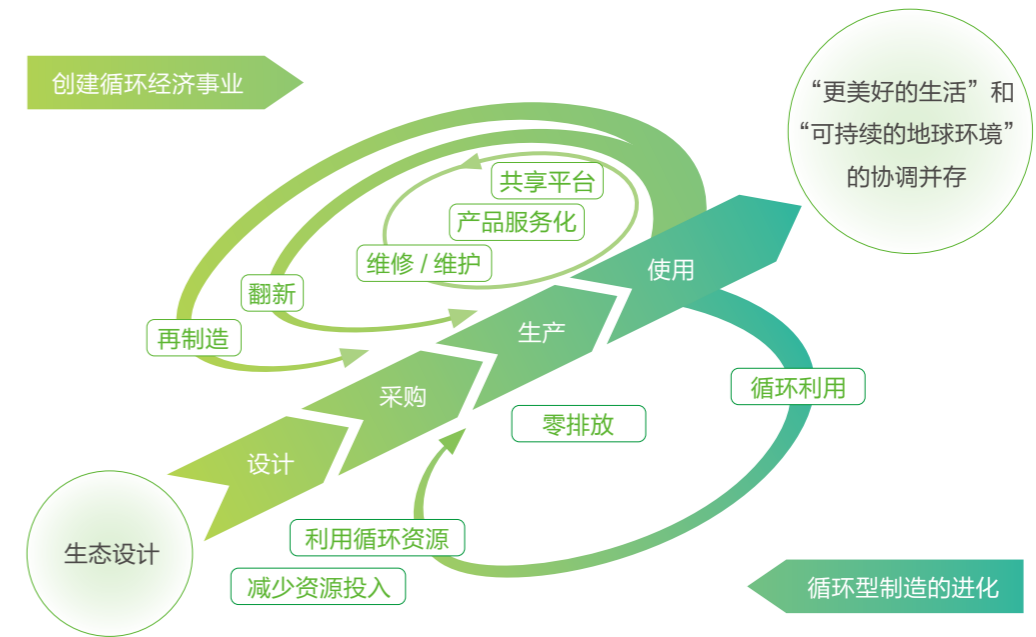 创建循环经济事业
“更美好的生活”和
“可持续的地球环境”
的协调并存
共享平台
产品服务化
维修 / 维护
翻新
再制造
使用
生产
采购
设计
循环利用
零排放
利用循环资源
减少资源投入
生态设计
循环型制造的进化